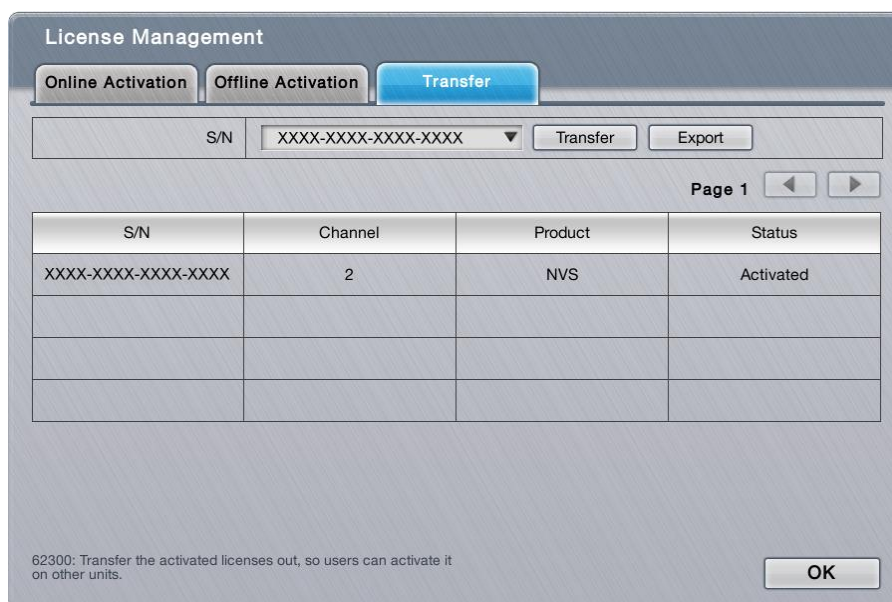 License Management
Online Activation Offline Activation Transfer
S/N XXXX-XXXX-XXXX-XXXX Transfer Export
Page 1
S/N Channel Product Status
XXXX-XXXX-XXXX-XXXX 2 NVS Activated
62300: Transfer the activated licenses out, so users can activate it
on other units.
OK